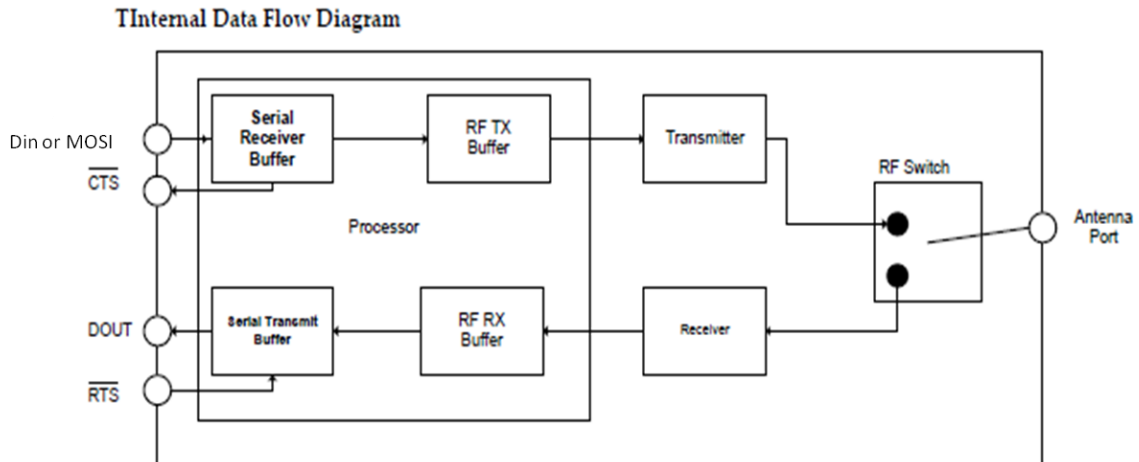 TInternal Data Flow Diagram
Din or MOSI
CTS
Serial
Receiver
Buffer
RF TX
Buffer
Transmitter
RF Switch
Antenna
Port
Processor
DOUT
RTS
Serial Transmit
Buffer
RF RX
Buffer
Receiver